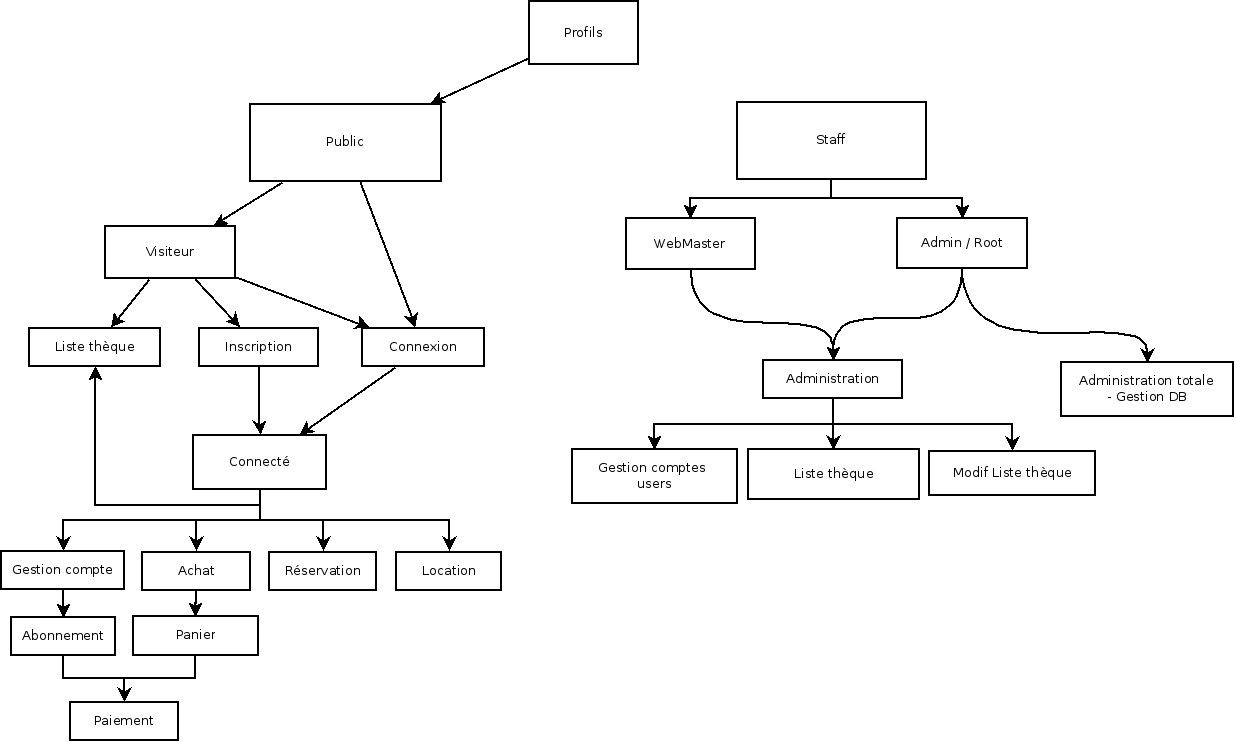 Profils
Public
Staff
Visiteur
WebMaster
Admin / Root
Liste thèque
Inscription
Connexion
Administration
Administration totale
- Gestion DB
Connecté
Gestion comptes
users
Liste thèque
Modif Liste thèque
Gestion compte
Achat
Réservation
Location
Abonnement
Panier
Paiement